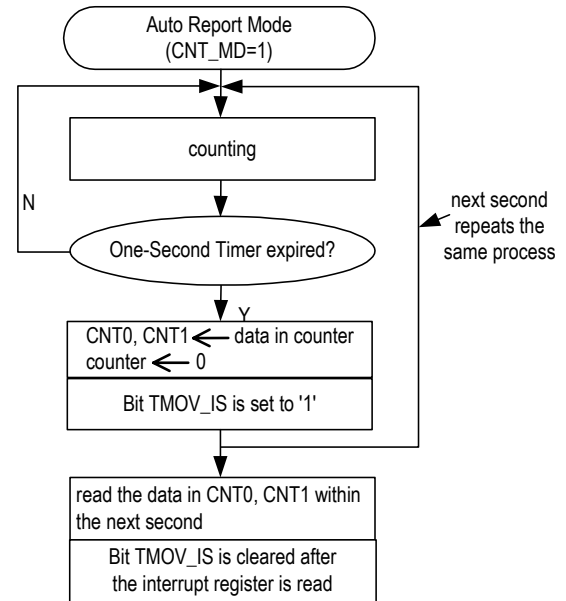 Auto Report Mode
(CNT_MD=1)
counting
N
next second
repeats the
same process
One-Second Timer expired?
Y
CNT0, CNT1 ← data in counter
counter ← 0
Bit TMOV_IS is set to '1'
read the data in CNT0, CNT1 within
the next second
Bit TMOV_IS is cleared after
the interrupt register is read